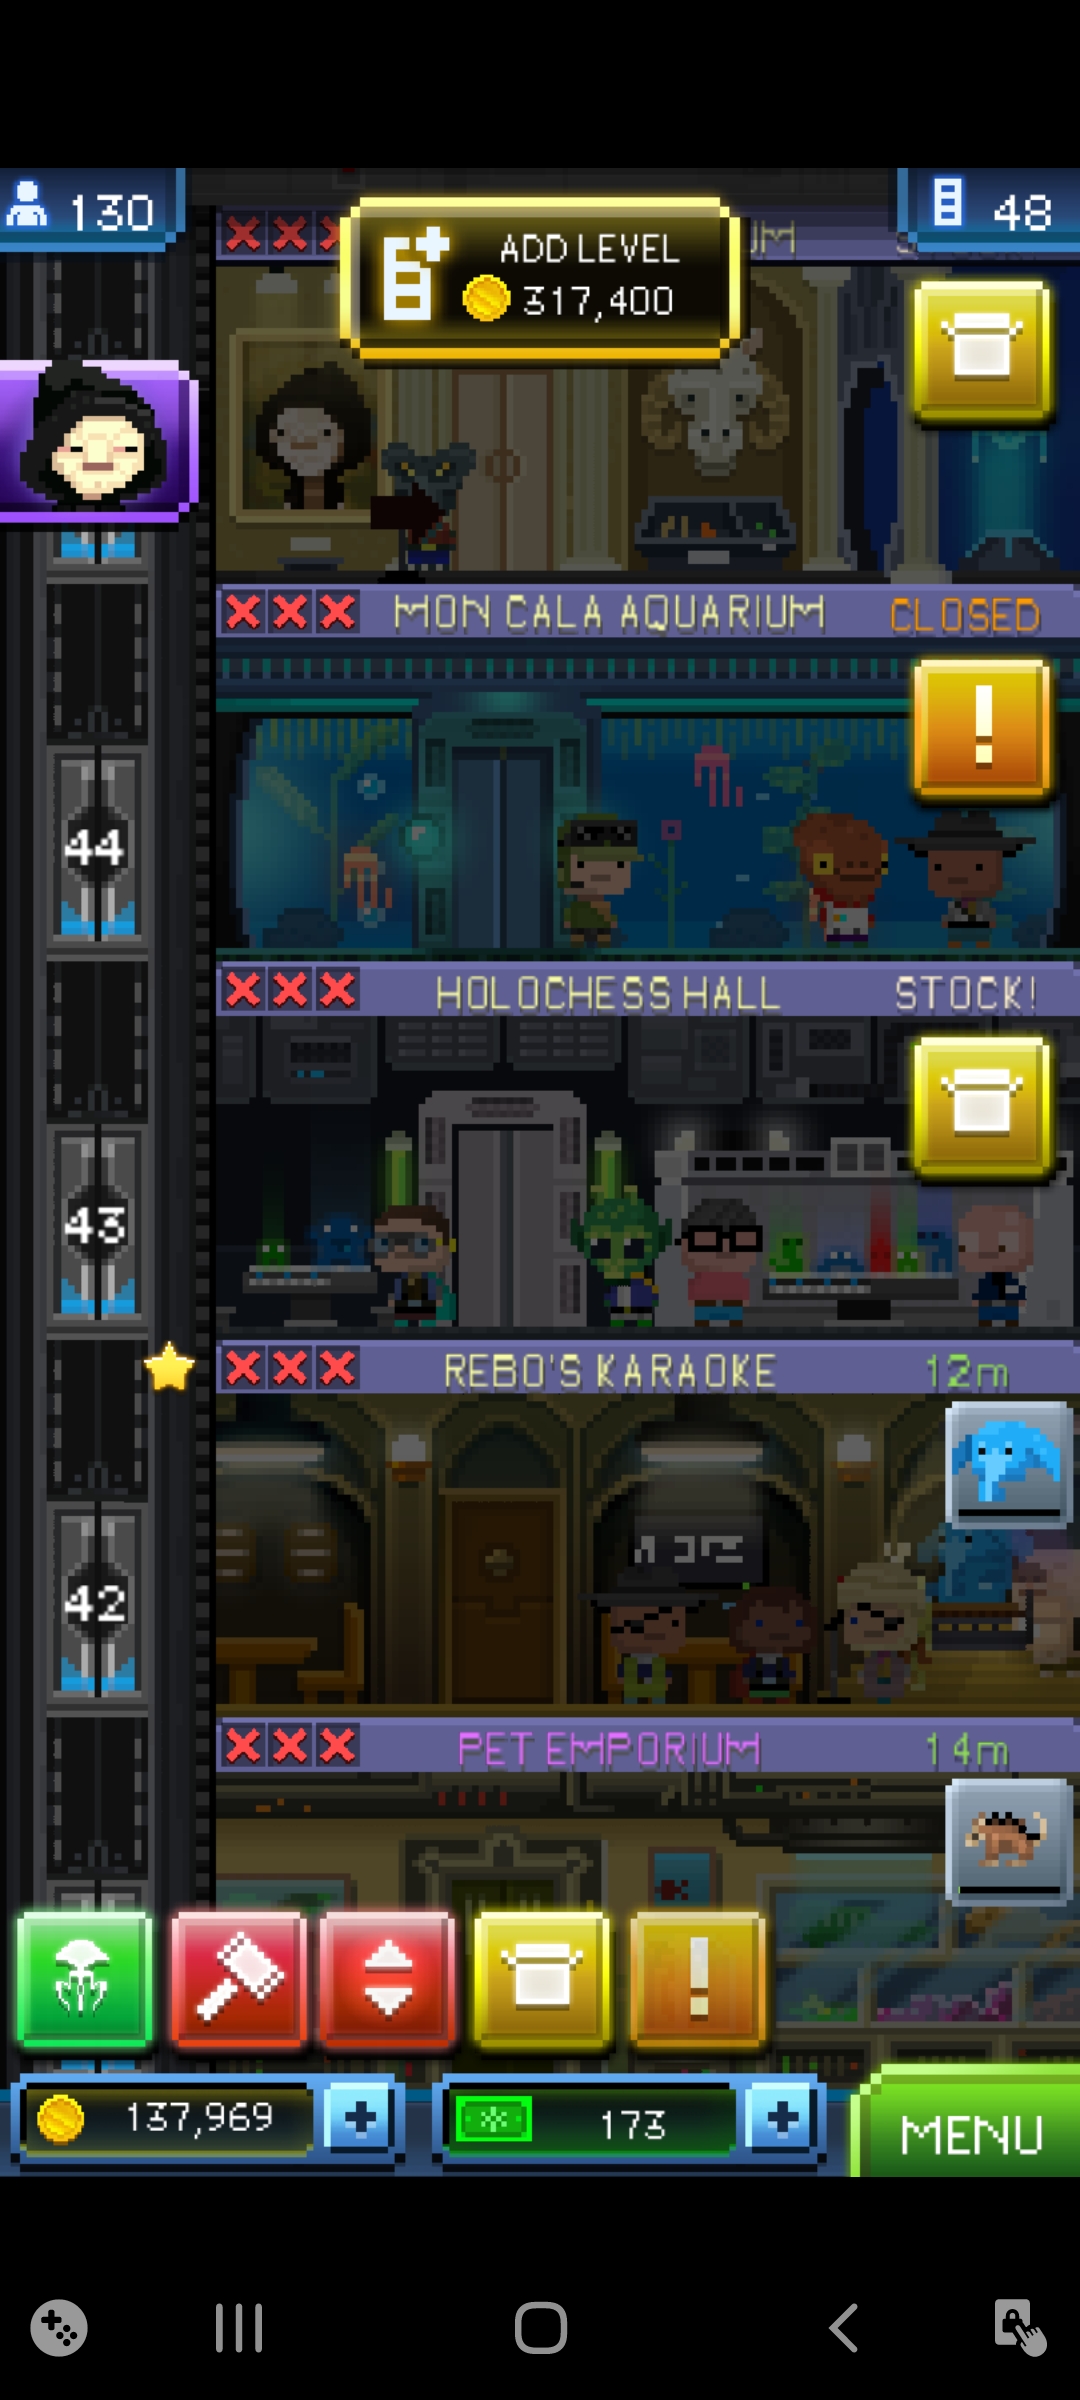 130
48
ADD LEVEL
317,400
MON CALA AQUARIUM CLOSED
44
HOLOCHESS HALL STOCK!
43
REBO'S KARAOKE 12m
42
PET EMPORIUM 14m
137,969
173
MENU